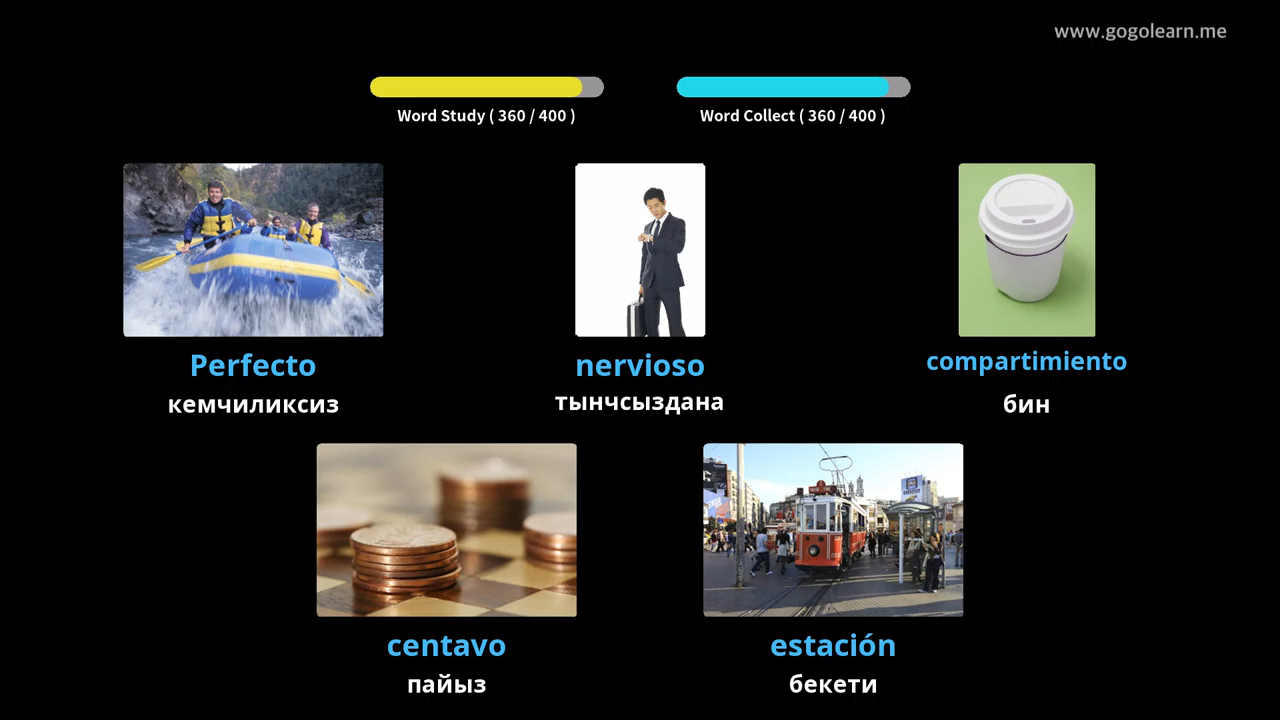 www.gogolearn.me
Word Study ( 360 / 400 )
Word Collect ( 360 / 400 )
Perfecto
кемчиликсиз
nervioso
тынчсыздана
compartimiento
бин
centavo
пайыз
estación
бекети